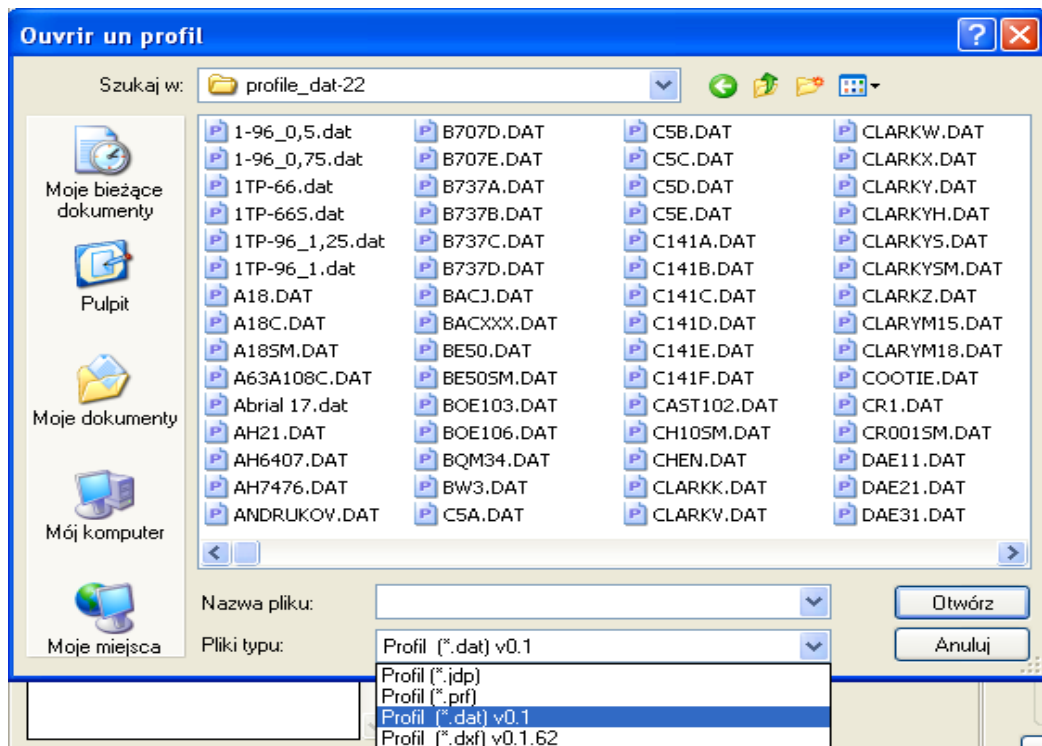 Ouvrir un profil
Szukaj w:
profile_dat-22
Moje bieżące
dokumenty
Pulpit
Moje dokumenty
Mój komputer
Moje miejsca
1-96_0,5.dat
1-96_0,75.dat
1TP-66.dat
1TP-66S.dat
1TP-96_1,25.dat
1TP-96_1.dat
A18.DAT
A18C.DAT
A18SM.DAT
A63A108C.DAT
Abrial 17.dat
AH21.DAT
AH6407.DAT
AH7476.DAT
ANDRUKOV.DAT
B707D.DAT
B707E.DAT
B737A.DAT
B737B.DAT
B737C.DAT
B737D.DAT
BACJ.DAT
BACXXX.DAT
BE50.DAT
BE50SM.DAT
BOE103.DAT
BOE106.DAT
BQM34.DAT
BW3.DAT
C5A.DAT
C5B.DAT
C5C.DAT
C5D.DAT
C5E.DAT
C141A.DAT
C141B.DAT
C141C.DAT
C141D.DAT
C141E.DAT
C141F.DAT
CAST102.DAT
CH10SM.DAT
CHEN.DAT
CLARKK.DAT
CLARKV.DAT
CLARKW.DAT
CLARKX.DAT
CLARKY.DAT
CLARKYH.DAT
CLARKYS.DAT
CLARKYSM.DAT
CLARKZ.DAT
CLARYM15.DAT
CLARYM18.DAT
COOTIE.DAT
CR1.DAT
CR001SM.DAT
DAE11.DAT
DAE21.DAT
DAE31.DAT
Nazwa pliku:
Otwórz
Pliki typu:
Profil (*.dat) v0.1
Anuluj
Profil (*.jdp)
Profil (*.prf)
Profil (*.dat) v0.1
Profil (*.dxf) v0.1.62